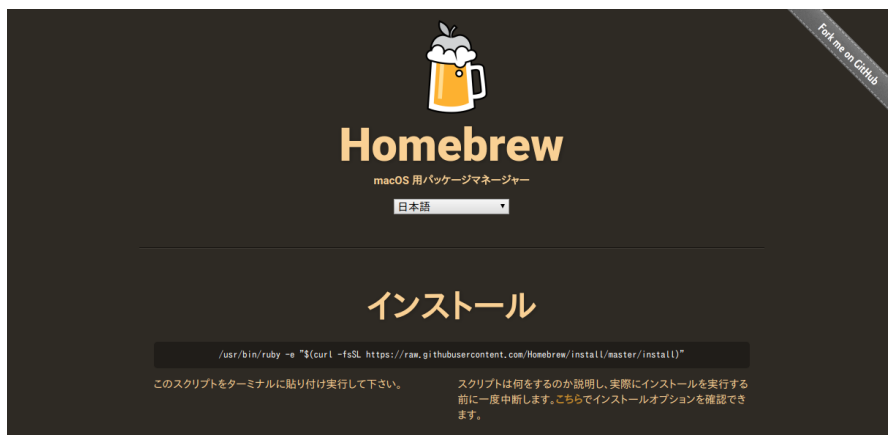 Fork me on GitHub
Homebrew
macOS 用パッケージマネージャー
日本語
インストール
/usr/bin/ruby -e "$(curl -fsSL https://raw.githubusercontent.com/Homebrew/install/master/install)"
このスクリプトをターミナルに貼り付け実行して下さい。
スクリプトは何をするのか説明し、実際にインストールを実行する
前に一度中断します。こちらでインストールオプションを確認でき
ます。